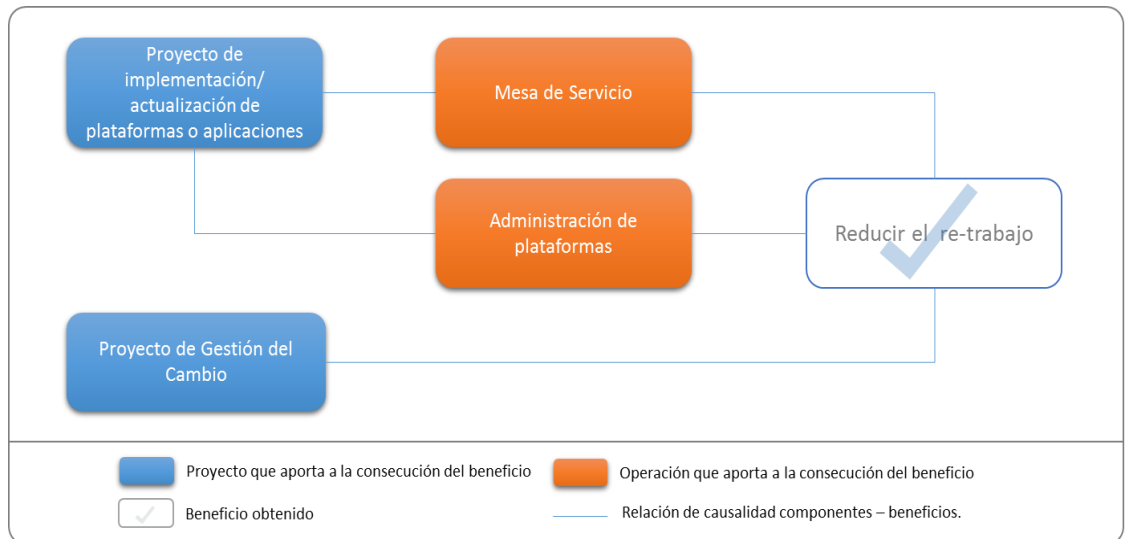 Proyecto de
implementación/
actualización de
plataformas o aplicaciones
Mesa de Servicio
Administración de
plataformas
Reducir el re-trabajo
Proyecto de Gestión del
Cambio
Proyecto que aporta a la consecución del beneficio
Operación que aporta a la consecución del beneficio
Beneficio obtenido
Relación de causalidad componentes – beneficios.